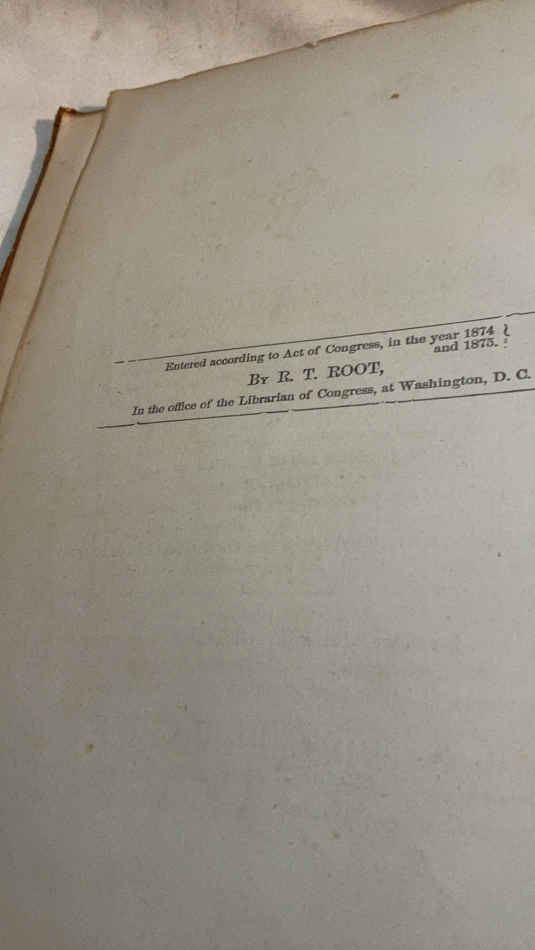 Entered according to Act of Congress, in the year 1874
and 1875.
BY R. T. ROOT,
In the office of the Librarian of Congress, at Washington, D. C.